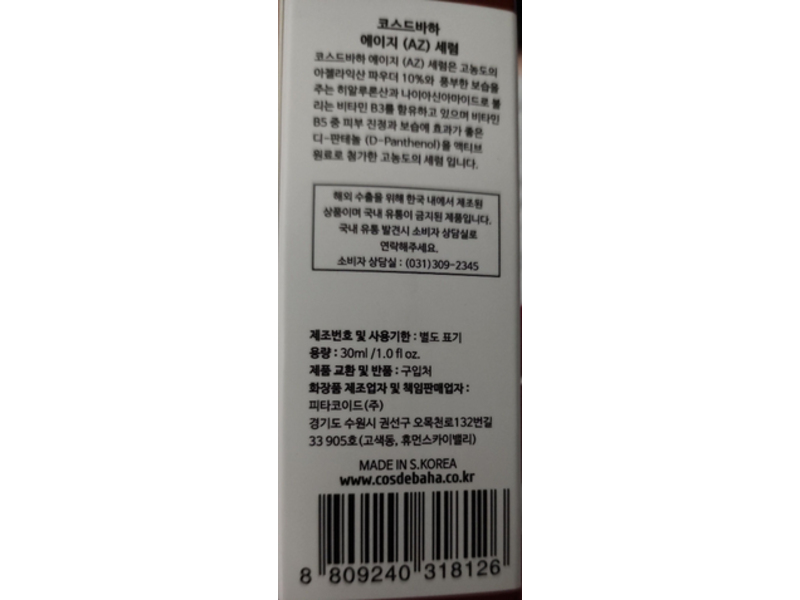 코스드바하
에이지 (AZ) 세럼
코스드바하 에이지 (AZ) 세럼은 고농도의
아젤라익산 파우더 10%와 풍부한 보습을
주는 히알루론산과 나이아신아마이드로 불
리는 비타민 B3를 함유하고 있으며 비타민
B5 중 피부 진정과 보습에 효과가 좋은
디-판테놀 (D-Panthenol)을 액티브
원료로 첨가한 고농도의 세럼 입니다.
해외 수출을 위해 한국 내에서 제조된
상품이며 국내 유통이 금지된 제품입니다.
국내 유통 발견시 소비자 상담실로
연락해주세요.
소비자 상담실 : (031)309-2345
제조번호 및 사용기한 : 별도 표기
용량 : 30ml /1.0 fl oz.
제품 교환 및 반품 : 구입처
화장품 제조업자 및 책임판매업자 :
피타코이드(주)
경기도 수원시 권선구 오목천로132번길
33 905호(고색동, 휴먼스카이밸리)
MADE IN S.KOREA
www.cosdebaha.co.kr
8 809240 318126